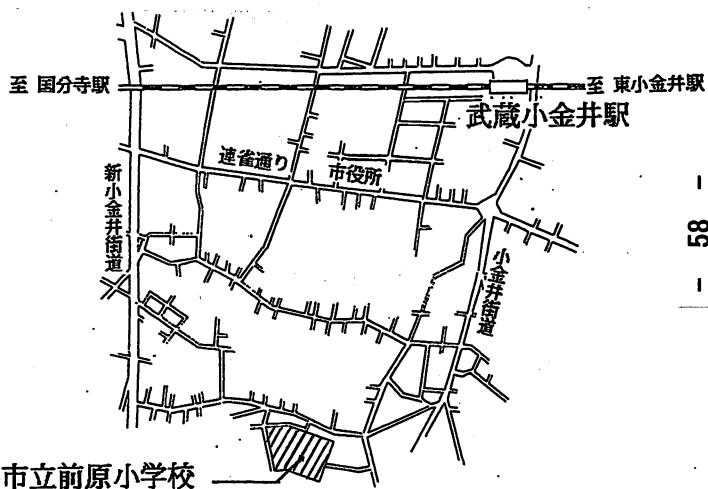 至 国分寺駅
至 東小金井駅
武蔵小金井駅
連雀通り
市役所
新小金井街道
小金井街道
市立前原小学校
- 58 -